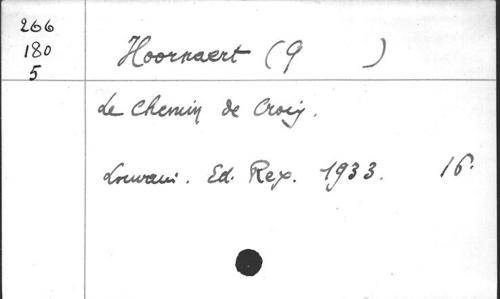 266
180
5
Hoornaert (G )
Le Chemin de Croix.
Louvain. Ed. Rex. 1933. 16°